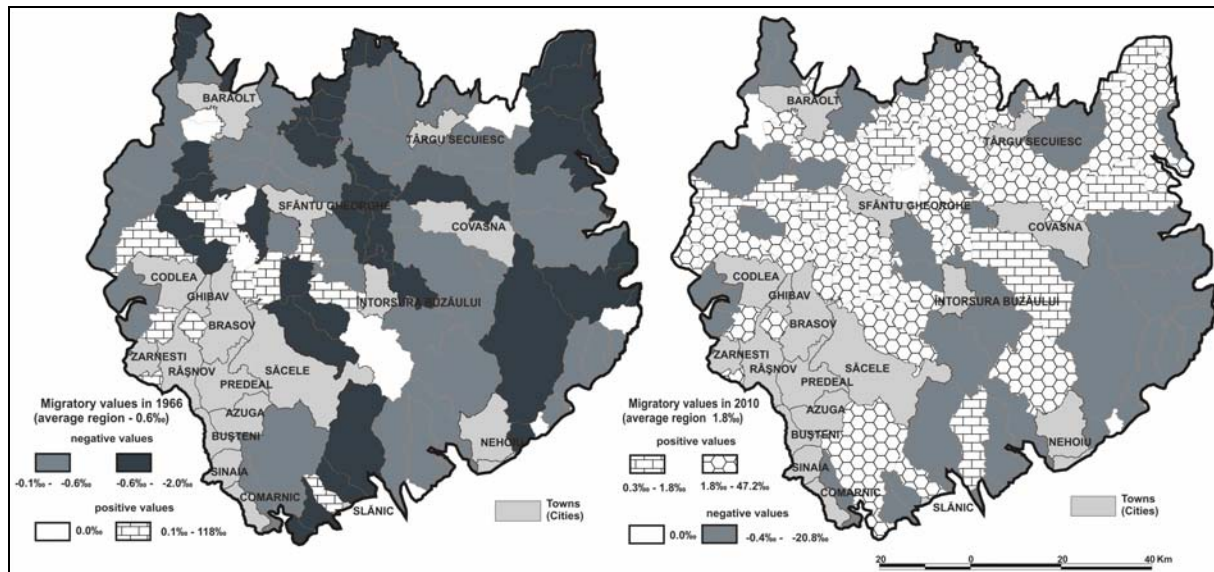 BARAOLT
TÂRGU SECUIESC
SFÂNTU GHEORGHE
COVASNA
CODLEA
GHIBAV
ÎNTORSURA BUZĂULUI
BRASOV
ZARNESTI
RÂŞNOV
SĂCELE
PREDEAL
AZUGA
BUŞTENI
NEHOIU
SINAIA
COMARNIC
SLĂNIC
Migratory values in 1966
(average region - 0.6‰)
negative values
-0.1‰ - -0.6‰ -0.6‰ - -2.0‰
positive values
0.0‰ 0.1‰ - 118‰
Towns
(Cities)
BARAOLT
TÂRGU SECUIESC
SFÂNTU GHEORGHE
COVASNA
CODLEA
GHIBAV
ÎNTORSURA BUZĂULUI
BRASOV
ZARNESTI
RÂŞNOV
SĂCELE
PREDEAL
AZUGA
BUŞTENI
NEHOIU
SINAIA
COMARNIC
SLĂNIC
Migratory values in 2010
(average region 1.8‰)
positive values
0.3‰ - 1.8‰ 1.8‰ - 47.2‰
negative values
0.0‰ -0.4‰ - -20.8‰
Towns
(Cities)
20 0 20 40 Km